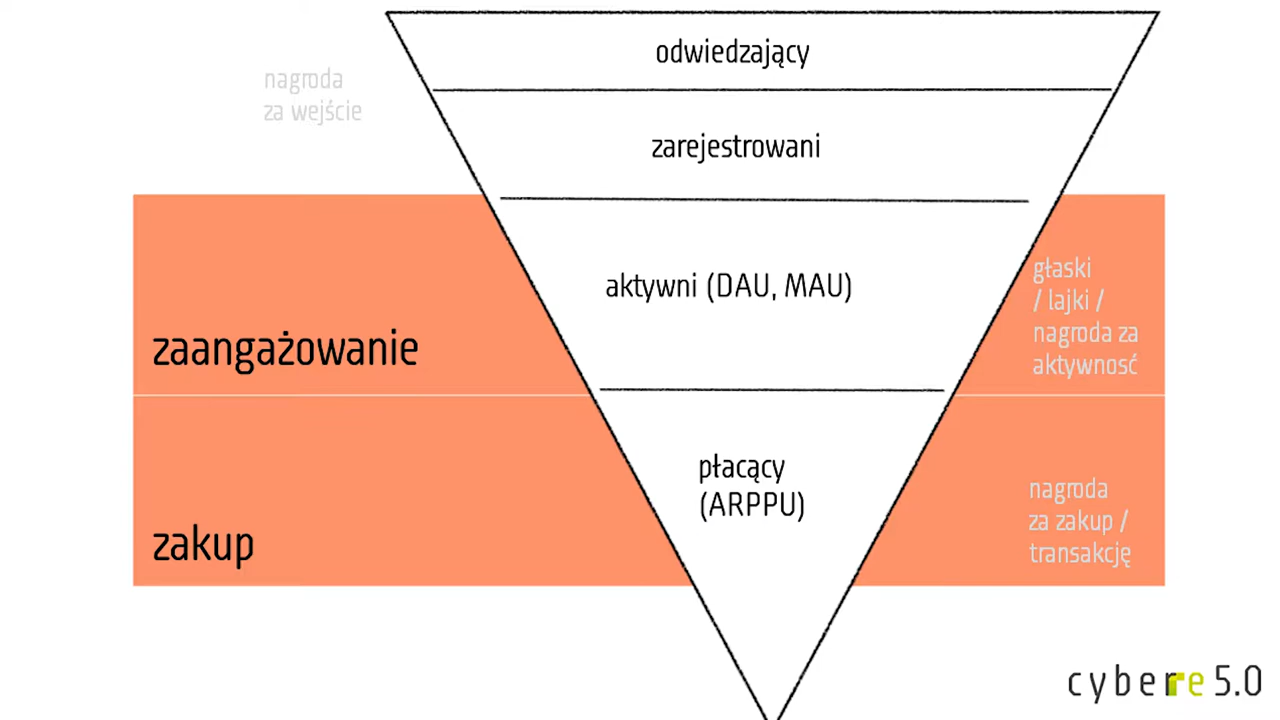 odwiedzający
nagroda
za wejście
zarejestrowani
aktywni (DAU, MAU)
głaski
/ lajki /
nagroda za
aktywnosć
zaangażowanie
płacący
(ARPPU)
nagroda
za zakup /
transakcję
zakup
cyberre 5.0